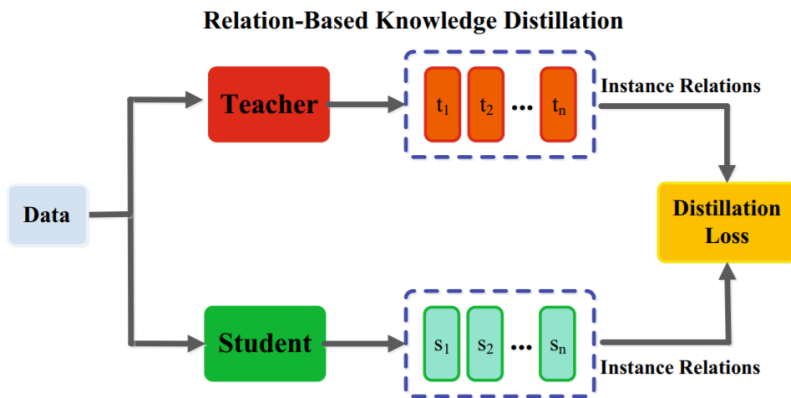 Relation-Based Knowledge Distillation
Teacher
t₁ t₂ ... tₙ
Instance Relations
Data
Distillation
Loss
Student
s₁ s₂ ... sₙ
Instance Relations